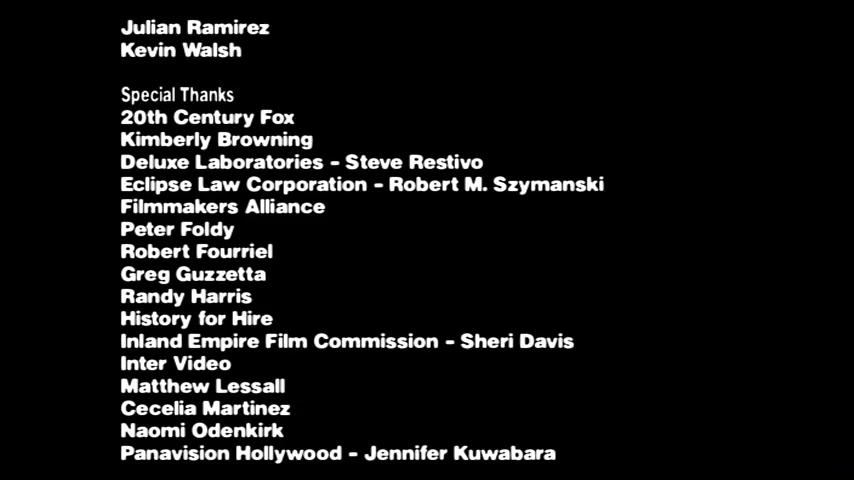 Julian Ramirez
Kevin Walsh
Special Thanks
20th Century Fox
Kimberly Browning
Deluxe Laboratories - Steve Restivo
Eclipse Law Corporation - Robert M. Szymanski
Filmmakers Alliance
Peter Foldy
Robert Fourriel
Greg Guzzetta
Randy Harris
History for Hire
Inland Empire Film Commission - Sheri Davis
Inter Video
Matthew Lessall
Cecelia Martinez
Naomi Odenkirk
Panavision Hollywood - Jennifer Kuwabara